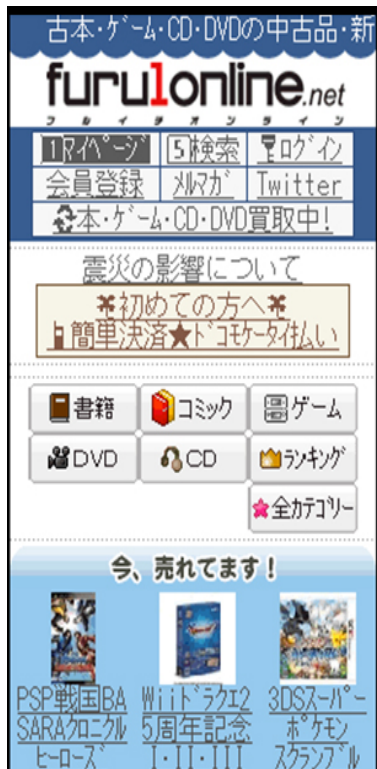 古本･ｹﾞｰﾑ･CD･DVDの中古品･新
furu1online.net
フルイチオンライン
1ﾏｲﾍﾟｰｼﾞ 5検索 ﾛｸﾞｲﾝ
会員登録 ﾒﾙﾏｶﾞ Twitter
本･ｹﾞｰﾑ･CD･DVD買取中!
震災の影響について
初めての方へ
簡単決済★ﾄﾞｺﾓｹｰﾀｲ払い
書籍 コミック ゲーム
DVD CD ﾗﾝｷﾝｸﾞ
全ｶﾃｺﾞﾘｰ
今、売れてます!
PSP戦国BA Wiiﾄﾞﾗｸｴ2 3DSｽｰﾊﾟｰ
SARAｸﾛﾆｸﾙ 5周年記念 ﾎﾟｹﾓﾝ
ﾋｰﾛｰｽﾞ I･II･III ｽｸﾗﾝﾌﾞﾙ